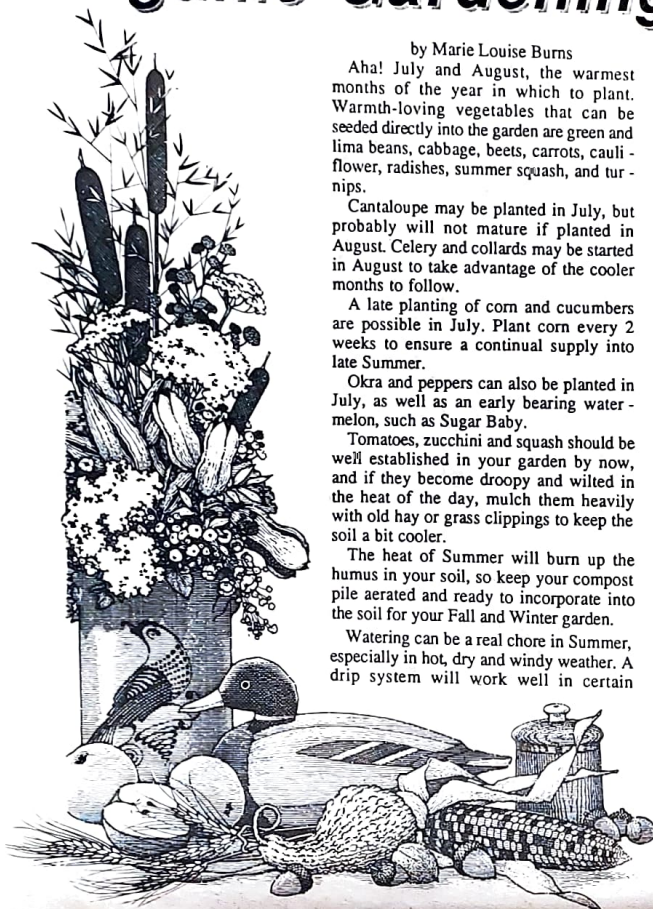 Gardening
by Marie Louise Burns
Aha! July and August, the warmest
months of the year in which to plant.
Warmth-loving vegetables that can be
seeded directly into the garden are green and
lima beans, cabbage, beets, carrots, cauli -
flower, radishes, summer squash, and tur -
nips.
Cantaloupe may be planted in July, but
probably will not mature if planted in
August. Celery and collards may be started
in August to take advantage of the cooler
months to follow.
A late planting of corn and cucumbers
are possible in July. Plant corn every 2
weeks to ensure a continual supply into
late Summer.
Okra and peppers can also be planted in
July, as well as an early bearing water -
melon, such as Sugar Baby.
Tomatoes, zucchini and squash should be
well established in your garden by now,
and if they become droopy and wilted in
the heat of the day, mulch them heavily
with old hay or grass clippings to keep the
soil a bit cooler.
The heat of Summer will burn up the
humus in your soil, so keep your compost
pile aerated and ready to incorporate into
the soil for your Fall and Winter garden.
Watering can be a real chore in Summer,
especially in hot, dry and windy weather. A
drip system will work well in certain